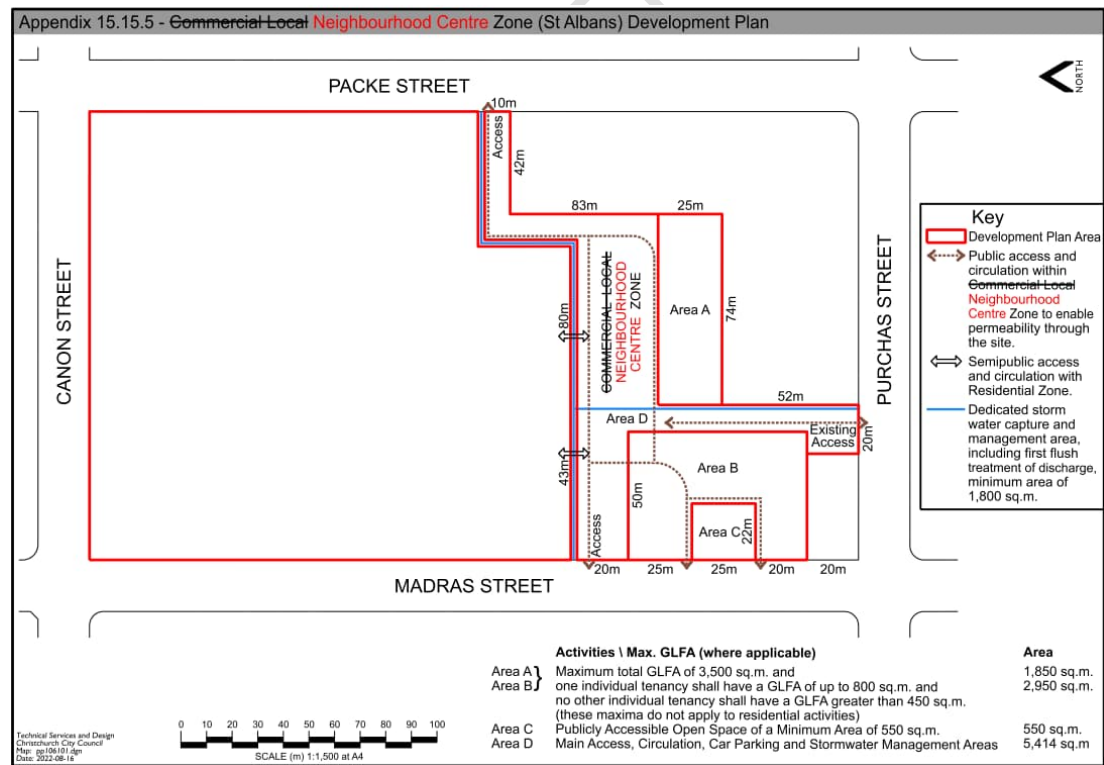 Appendix 15.15.5 - Commercial Local Neighbourhood Centre Zone (St Albans) Development Plan
PACKE STREET
NORTH
10m
Access
42m
83m
25m
CANON STREET
PURCHAS STREET
80m
COMMERCIAL LOCAL
NEIGHBOURHOOD
CENTRE ZONE
Area A
74m
52m
Area D
Existing
Access
20m
43m
Area B
50m
Access
Area C
22m
20m
25m
25m
20m
20m
MADRAS STREET
Key
Development Plan Area
Public access and
circulation within
Commercial Local
Neighbourhood
Centre Zone to enable
permeability through
the site.
Semipublic access
and circulation with
Residential Zone.
Dedicated storm
water capture and
management area,
including first flush
treatment of discharge,
minimum area of
1,800 sq.m.
Activities \ Max. GLFA (where applicable) Area
Area A } Maximum total GLFA of 3,500 sq.m. and 1,850 sq.m.
Area B } one individual tenancy shall have a GLFA of up to 800 sq.m. and 2,950 sq.m.
no other individual tenancy shall have a GLFA greater than 450 sq.m.
(these maxima do not apply to residential activities)
Area C Publicly Accessible Open Space of a Minimum Area of 550 sq.m. 550 sq.m.
Area D Main Access, Circulation, Car Parking and Stormwater Management Areas 5,414 sq.m
0 10 20 30 40 50 60 70 80 90 100
SCALE (m) 1:1,500 at A4
Technical Services and Design
Christchurch City Council
Map: pp106101.dgn
Date: 2022-08-16